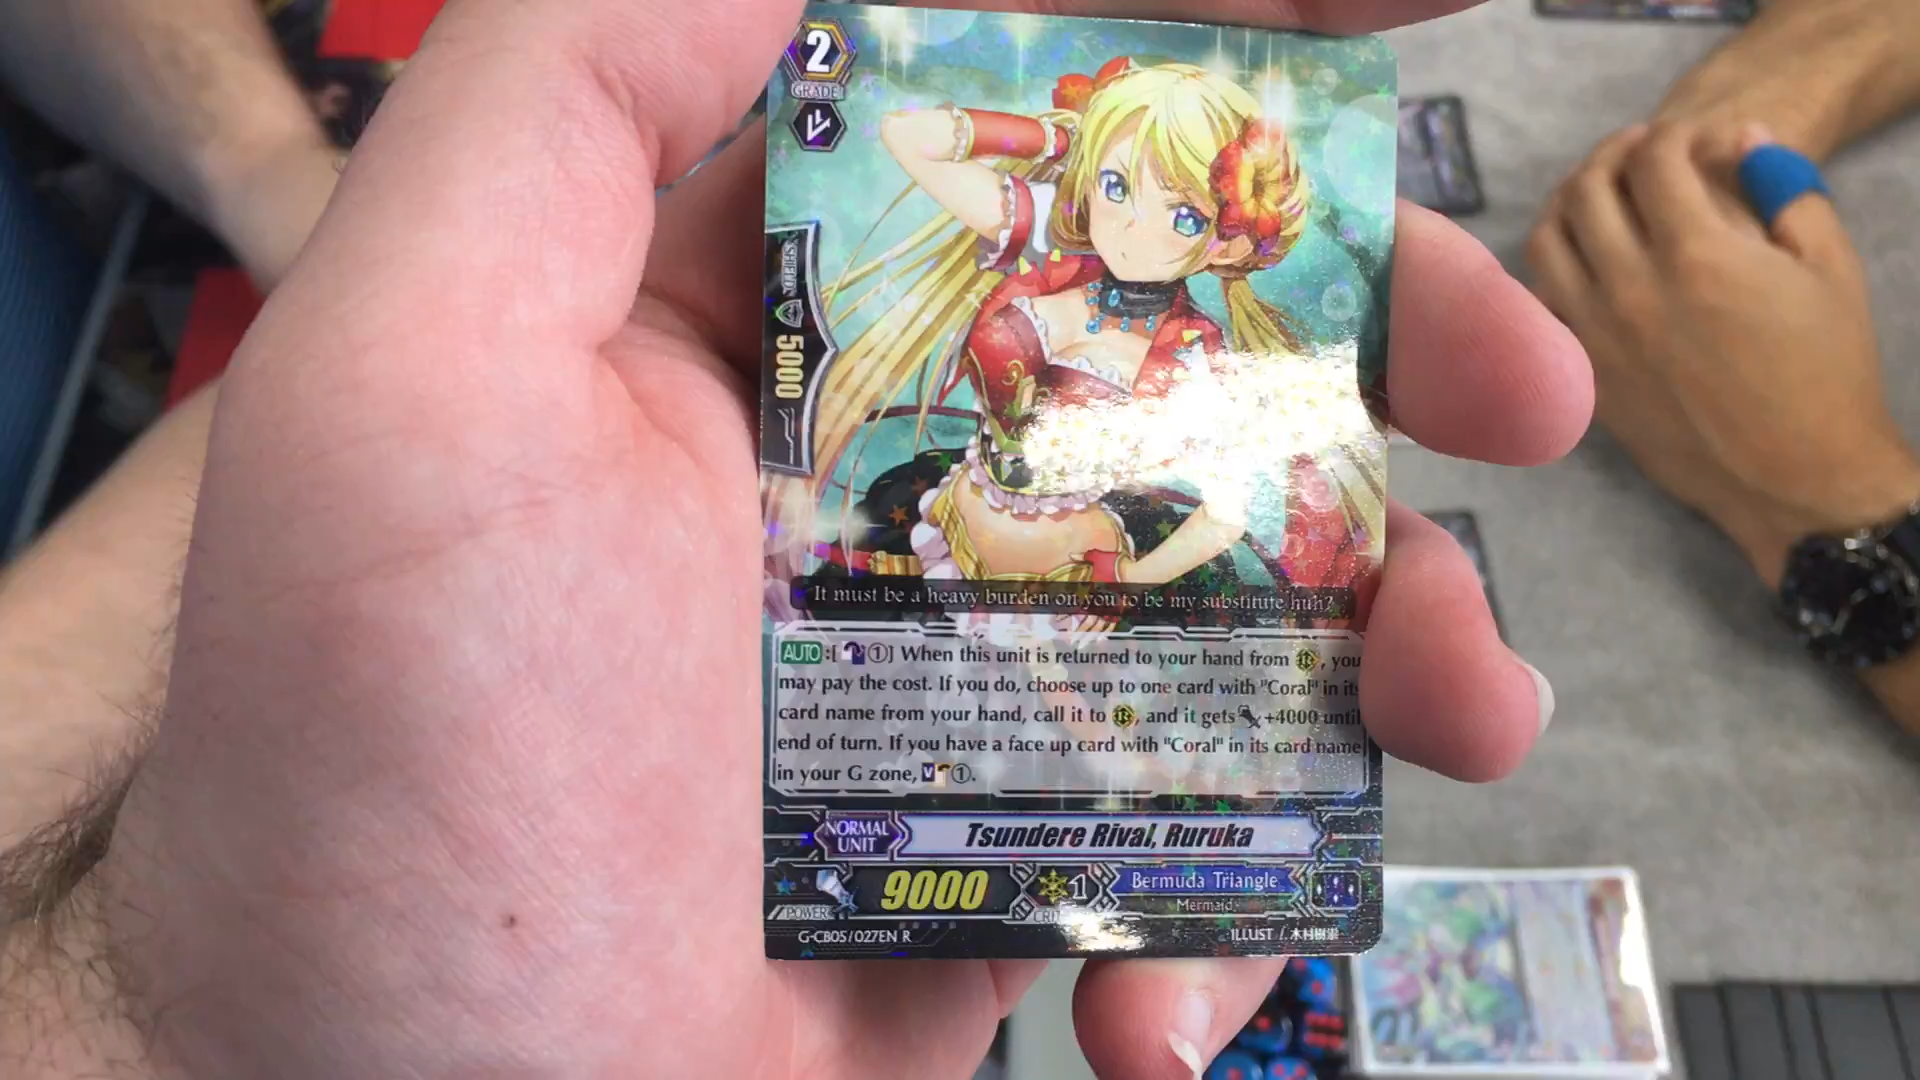 2
GRADE
SHIELD
5000
It must be a heavy burden on you to be my substitute huh?
AUTO:[ ①] When this unit is returned to your hand from R, you
may pay the cost. If you do, choose up to one card with "Coral" in its
card name from your hand, call it to R, and it gets +4000 until
end of turn. If you have a face up card with "Coral" in its card name
in your G zone, V ①.
NORMAL
UNIT
Tsundere Rival, Ruruka
POWER
9000
CRIT
1
Bermuda Triangle
Mermaid
G-CB05/027EN R
ILLUST /